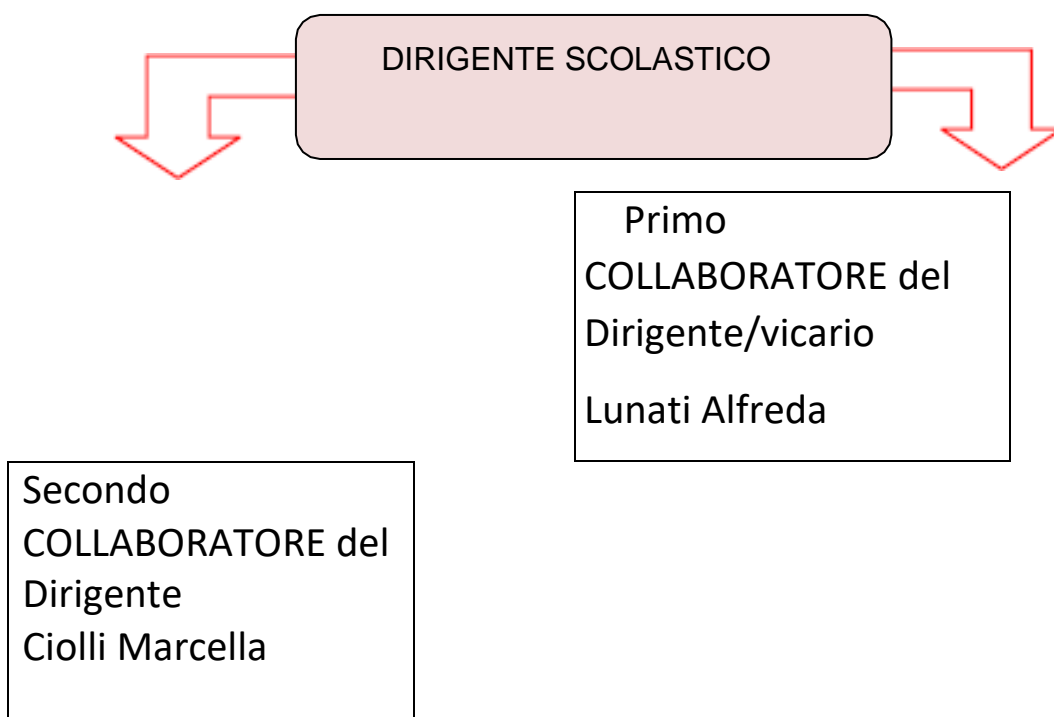 DIRIGENTE SCOLASTICO
Primo
COLLABORATORE del
Dirigente/vicario
Lunati Alfreda
Secondo
COLLABORATORE del
Dirigente
Ciolli Marcella